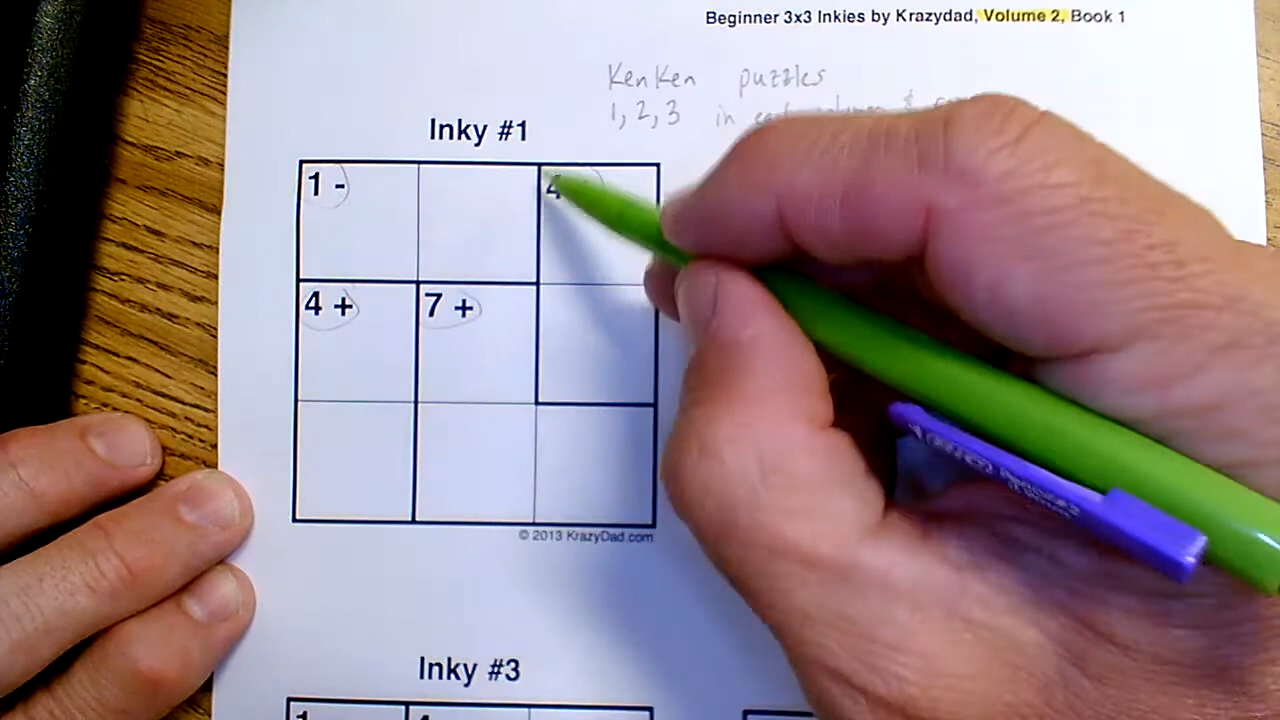 Beginner 3x3 Inkies by Krazydad, Volume 2, Book 1
KenKen puzzles
1, 2, 3 in
Inky #1
1 -
4
4 +
7 +
© 2013 KrazyDad.com
Inky #3